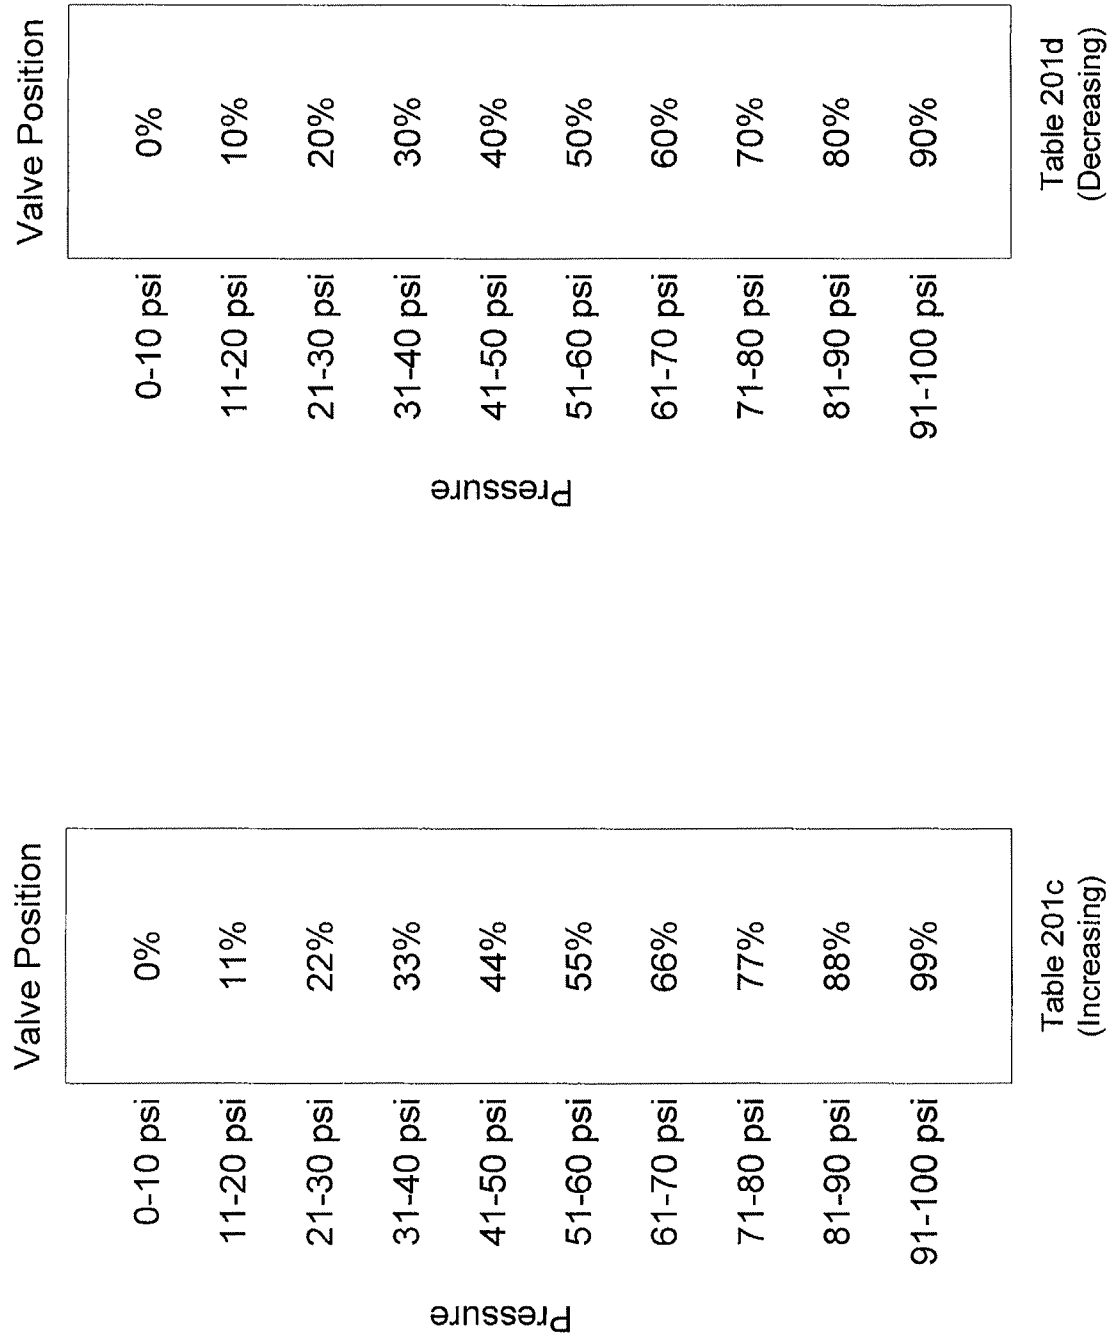 Valve Position
Pressure
0-10 psi 0%
11-20 psi 11%
21-30 psi 22%
31-40 psi 33%
41-50 psi 44%
51-60 psi 55%
61-70 psi 66%
71-80 psi 77%
81-90 psi 88%
91-100 psi 99%
Table 201c
(Increasing)
Valve Position
Pressure
0-10 psi 0%
11-20 psi 10%
21-30 psi 20%
31-40 psi 30%
41-50 psi 40%
51-60 psi 50%
61-70 psi 60%
71-80 psi 70%
81-90 psi 80%
91-100 psi 90%
Table 201d
(Decreasing)